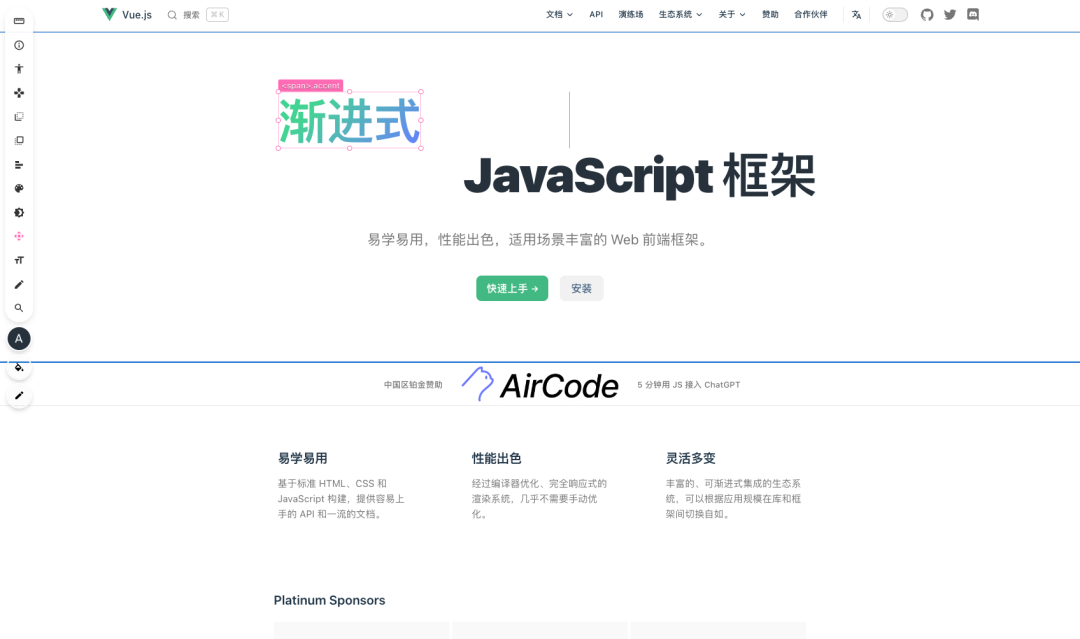 Vue.js
搜索
⌘ K
文档
API
演练场
生态系统
关于
赞助
合作伙伴
<span>.accent
渐进式
JavaScript 框架
易学易用，性能出色，适用场景丰富的 Web 前端框架。
快速上手 →
安装
A
中国区铂金赞助
AirCode
5 分钟用 JS 接入 ChatGPT
易学易用
基于标准 HTML、CSS 和
JavaScript 构建，提供容易上
手的 API 和一流的文档。
性能出色
经过编译器优化、完全响应式的
渲染系统，几乎不需要手动优
化。
灵活多变
丰富的、可渐进式集成的生态系
统，可以根据应用规模在库和框
架间切换自如。
Platinum Sponsors